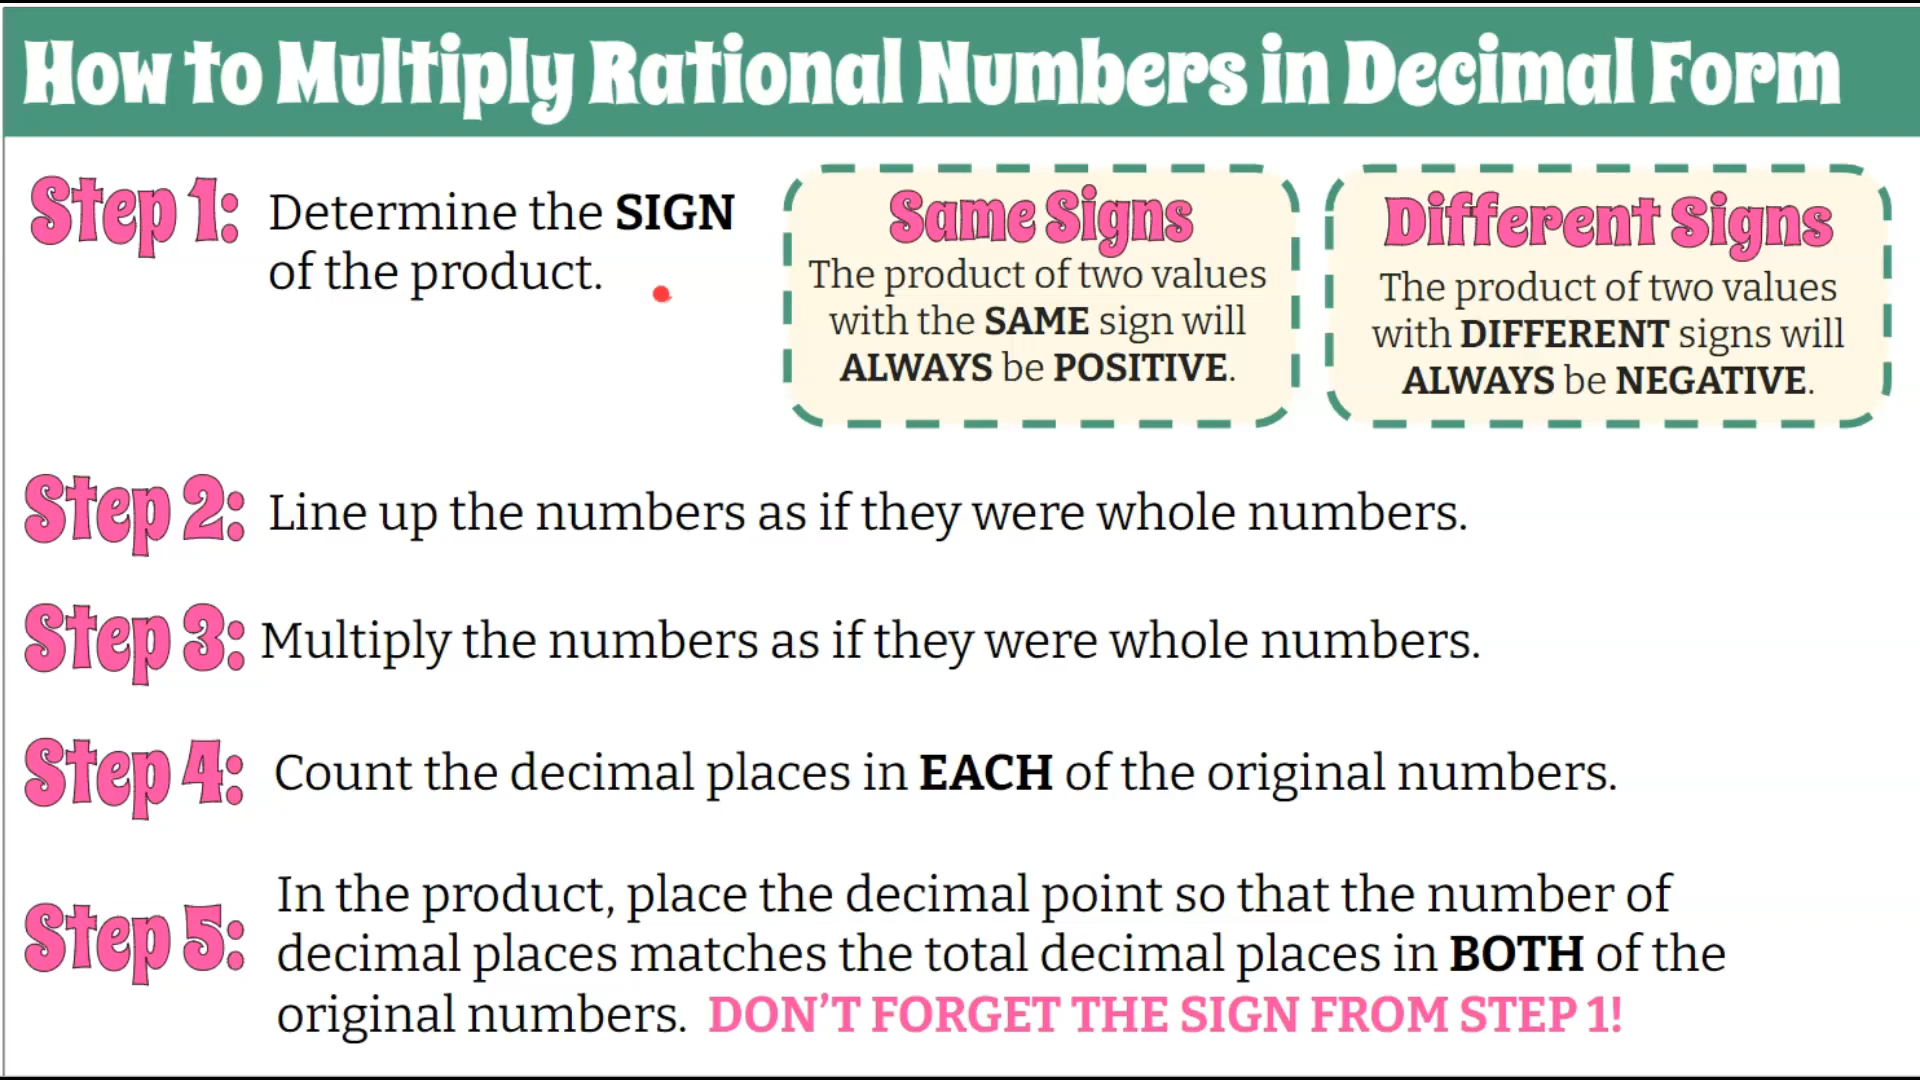 How to Multiply Rational Numbers in Decimal Form
Step 1: Determine the SIGN
of the product.
Same Signs
The product of two values
with the SAME sign will
ALWAYS be POSITIVE.
Different Signs
The product of two values
with DIFFERENT signs will
ALWAYS be NEGATIVE.
Step 2: Line up the numbers as if they were whole numbers.
Step 3: Multiply the numbers as if they were whole numbers.
Step 4: Count the decimal places in EACH of the original numbers.
Step 5: In the product, place the decimal point so that the number of
decimal places matches the total decimal places in BOTH of the
original numbers. DON'T FORGET THE SIGN FROM STEP 1!